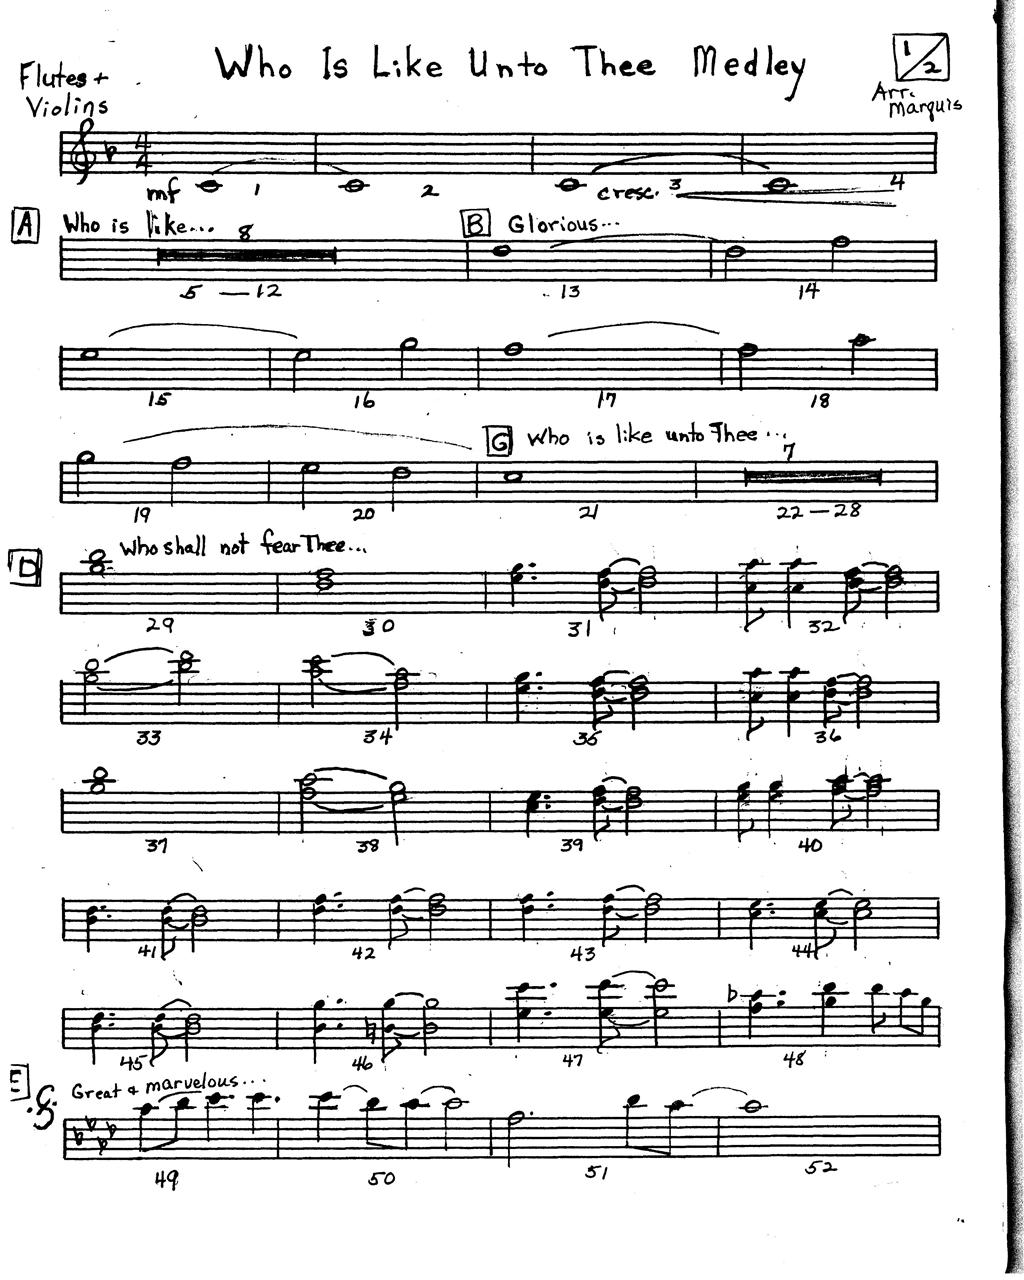 Who Is Like Unto Thee Medley
1/2
Flutes +
Violins
Arr.
Marquis
4
4
mf 1 2 cresc. 3 4
A Who is like... 8 B Glorious...
5 — 12 13 14
15 16 17 18
G Who is like unto Thee... 7
19 20 21 22 — 28
D Who shall not fear Thee...
29 30 31 32
33 34 35 36
37 38 39 40
41 42 43 44
45 46 47 48
E Great & marvelous...
49 50 51 52